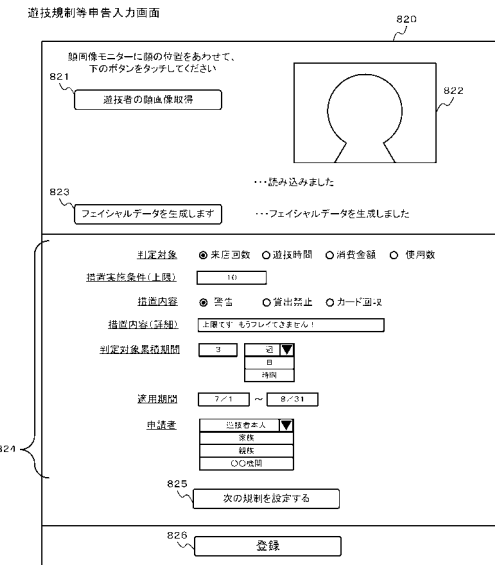 遊技規制等申告入力画面
820
顔画像モニターに顔の位置をあわせて、
下のボタンをタッチしてください
821
遊技者の顔画像取得
822
・・・読み込みました
823
フェイシャルデータを生成します
・・・フェイシャルデータを生成しました
判定対象 来店回数 遊技時間 消費金額 使用数
措置実施条件(上限) 10
措置内容 警告 貸出禁止 カード回収
措置内容(詳細) 上限です もうプレイできません!
判定対象累積期間 3 週
日
時間
適用期間 7/1 ~ 8/31
申請者 遊技者本人
家族
親族
〇〇機関
824
825
次の規制を設定する
826
登録